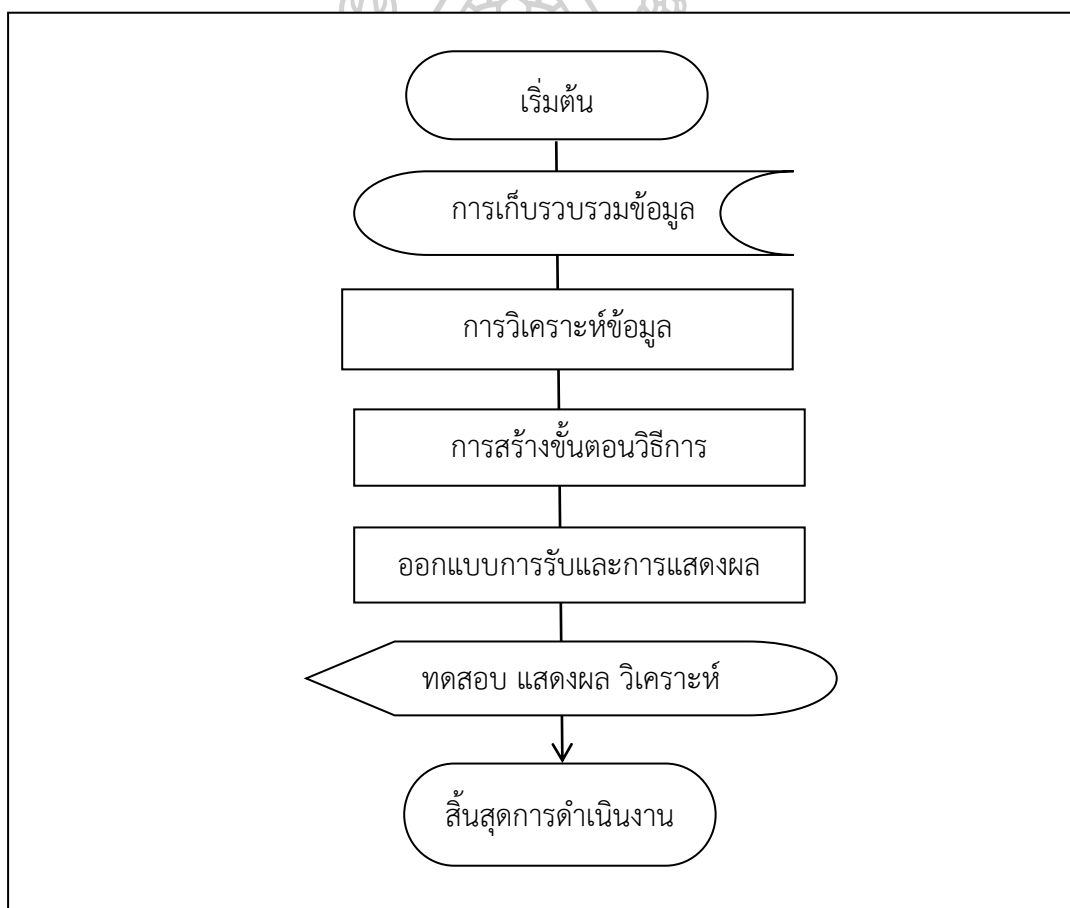 เริ่มต้น
การเก็บรวบรวมข้อมูล
การวิเคราะห์ข้อมูล
การสร้างขั้นตอนวิธีการ
ออกแบบการรับและการแสดงผล
ทดสอบ แสดงผล วิเคราะห์
สิ้นสุดการดำเนินงาน